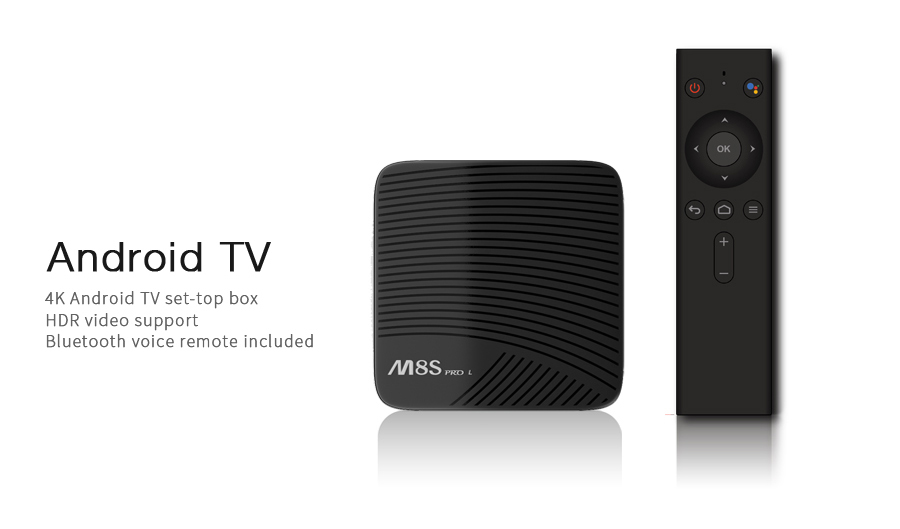 Android TV
4K Android TV set-top box
HDR video support
Bluetooth voice remote included
M8S PRO L
OK